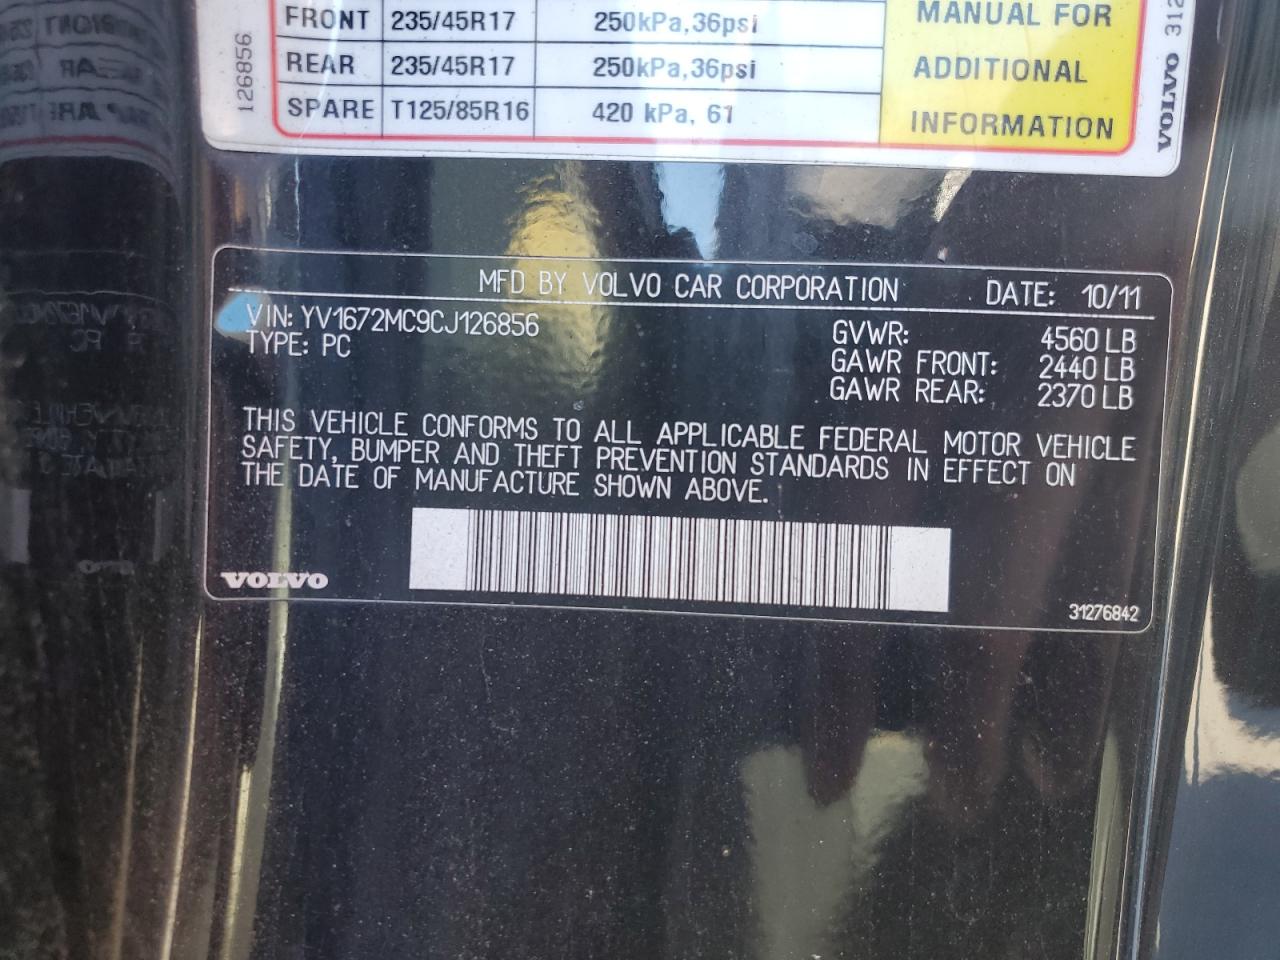 FRONT 235/45R17 250kPa,36psi MANUAL FOR
REAR 235/45R17 250kPa,36psi ADDITIONAL
SPARE T125/85R16 420 kPa, 61 INFORMATION
126856
VOLVO 312
MFD BY VOLVO CAR CORPORATION DATE: 10/11
VIN: YV1672MC9CJ126856 GVWR: 4560 LB
TYPE: PC GAWR FRONT: 2440 LB
GAWR REAR: 2370 LB
THIS VEHICLE CONFORMS TO ALL APPLICABLE FEDERAL MOTOR VEHICLE
SAFETY, BUMPER AND THEFT PREVENTION STANDARDS IN EFFECT ON
THE DATE OF MANUFACTURE SHOWN ABOVE.
VOLVO
31276842